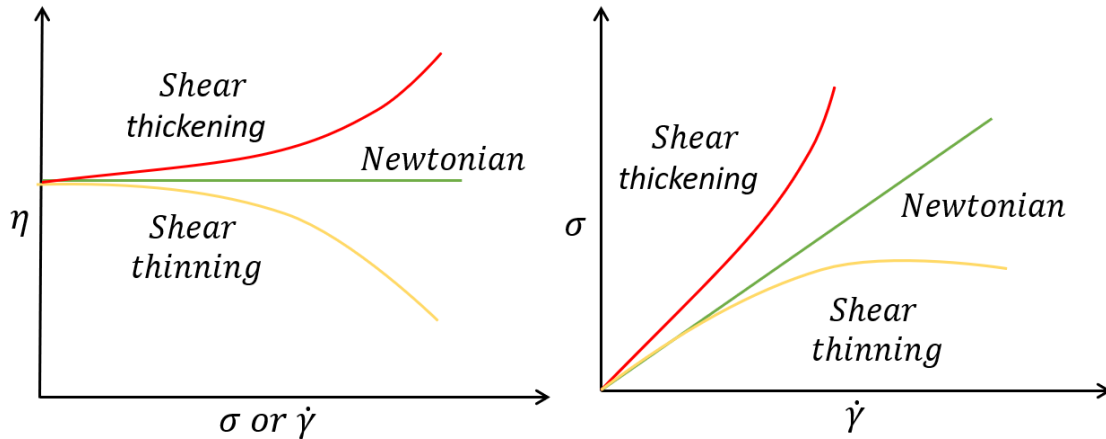 Shear
thickening
Newtonian
η
Shear
thinning
σ or γ̇
Shear
thickening
Newtonian
σ
Shear
thinning
γ̇